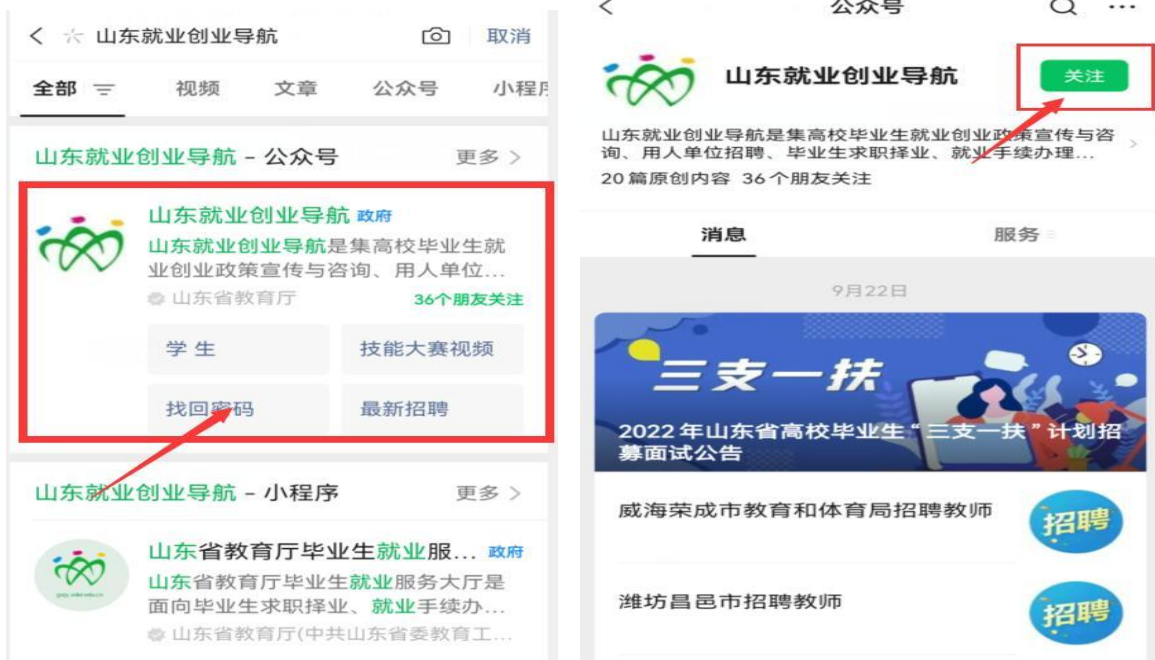 山东就业创业导航
取消
全部
视频
文章
公众号
小程序
山东就业创业导航 - 公众号
更多
山东就业创业导航 政府
山东就业创业导航是集高校毕业生就
业创业政策宣传与咨询、用人单位...
山东省教育厅
36个朋友关注
学 生
技能大赛视频
找回密码
最新招聘
山东就业创业导航 - 小程序
更多
山东省教育厅毕业生就业服... 政府
山东省教育厅毕业生就业服务大厅是
面向毕业生求职择业、就业手续办...
山东省教育厅(中共山东省委教育工...
公众号
山东就业创业导航
关注
山东就业创业导航是集高校毕业生就业创业政策宣传与咨
询、用人单位招聘、毕业生求职择业、就业手续办理...
20篇原创内容 36个朋友关注
消息
服务
9月22日
三支一扶
2022年山东省高校毕业生“三支一扶”计划招
募面试公告
威海荣成市教育和体育局招聘教师
招聘
潍坊昌邑市招聘教师
招聘